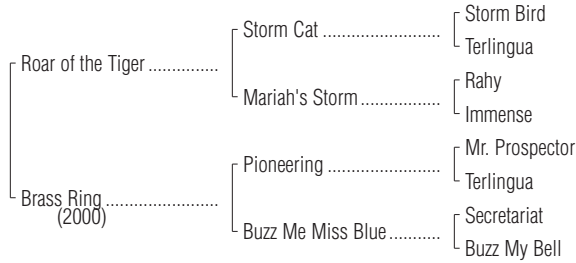 Storm Bird
Storm Cat ........................
Terlingua
Roar of the Tiger ..............
Rahy
Mariah's Storm ................
Immense
Mr. Prospector
Pioneering ......................
Terlingua
Brass Ring ......................
(2000)
Secretariat
Buzz Me Miss Blue ..........
Buzz My Bell